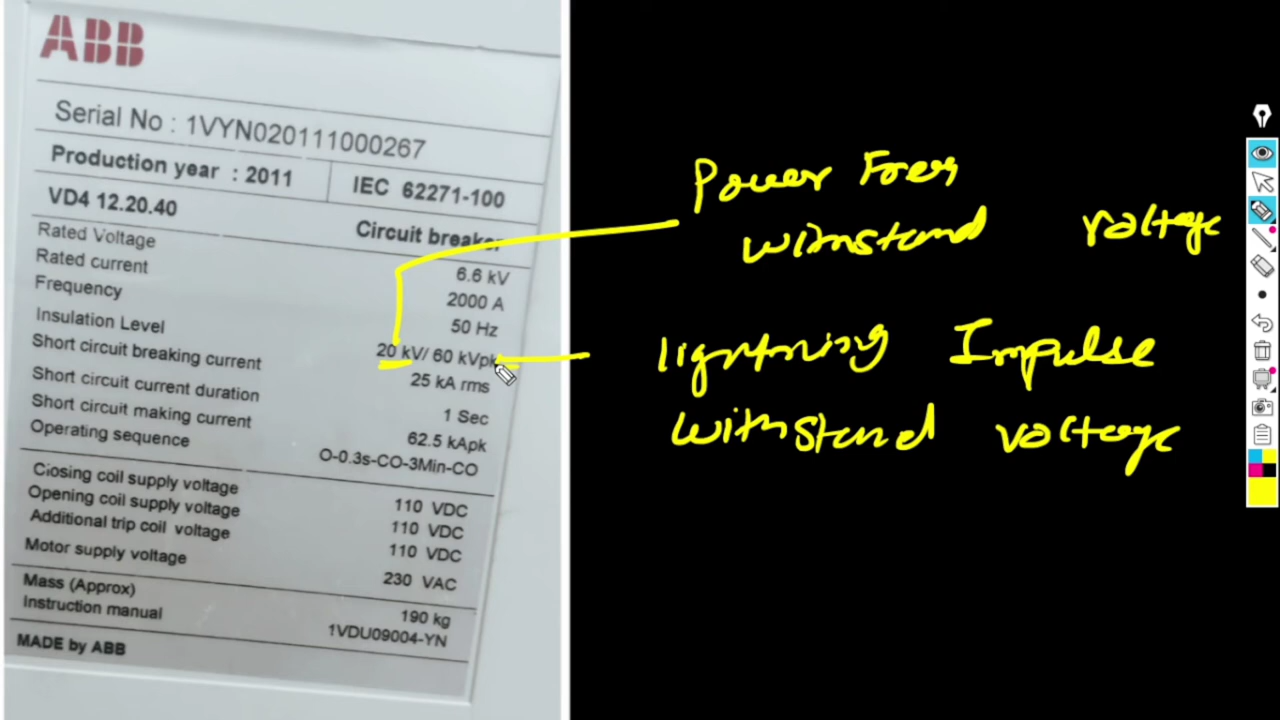 ABB
Serial No : 1VYN020111000267
Production year : 2011 IEC 62271-100
VD4 12.20.40 Circuit breaker
Rated Voltage 6.6 kV
Rated current 2000 A
Frequency 50 Hz
Insulation Level 20 kV/ 60 kVpk
Short circuit breaking current 25 kA rms
Short circuit current duration 1 Sec
Short circuit making current 62.5 kApk
Operating sequence O-0.3s-CO-3Min-CO
Closing coil supply voltage 110 VDC
Opening coil supply voltage 110 VDC
Additional trip coil voltage 110 VDC
Motor supply voltage 230 VAC
Mass (Approx) 190 kg
Instruction manual 1VDU09004-YN
MADE by ABB
Power
withstand voltage
lightning Impulse
withstand voltage